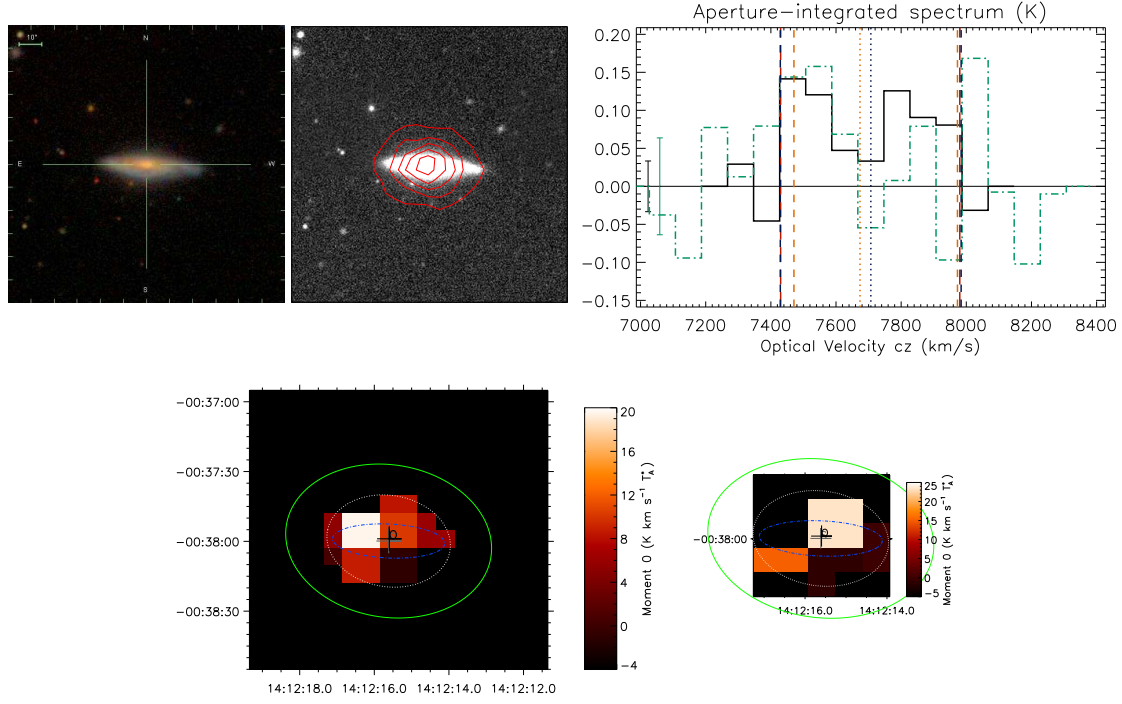 10"
N
E
W
S
Aperture-integrated spectrum (K)
0.20
0.15
0.10
0.05
0.00
-0.05
-0.10
-0.15
7000 7200 7400 7600 7800 8000 8200 8400
Optical Velocity cz (km/s)
-00:37:00
-00:37:30
-00:38:00
-00:38:30
14:12:18.0 14:12:16.0 14:12:14.0 14:12:12.0
b
20
16
12
8
4
0
-4
Moment 0 (K km s⁻¹ T*A)
-00:38:00
14:12:16.0 14:12:14.0
b
25
20
15
10
5
0
-5
Moment 0 (K km s⁻¹ T*A)